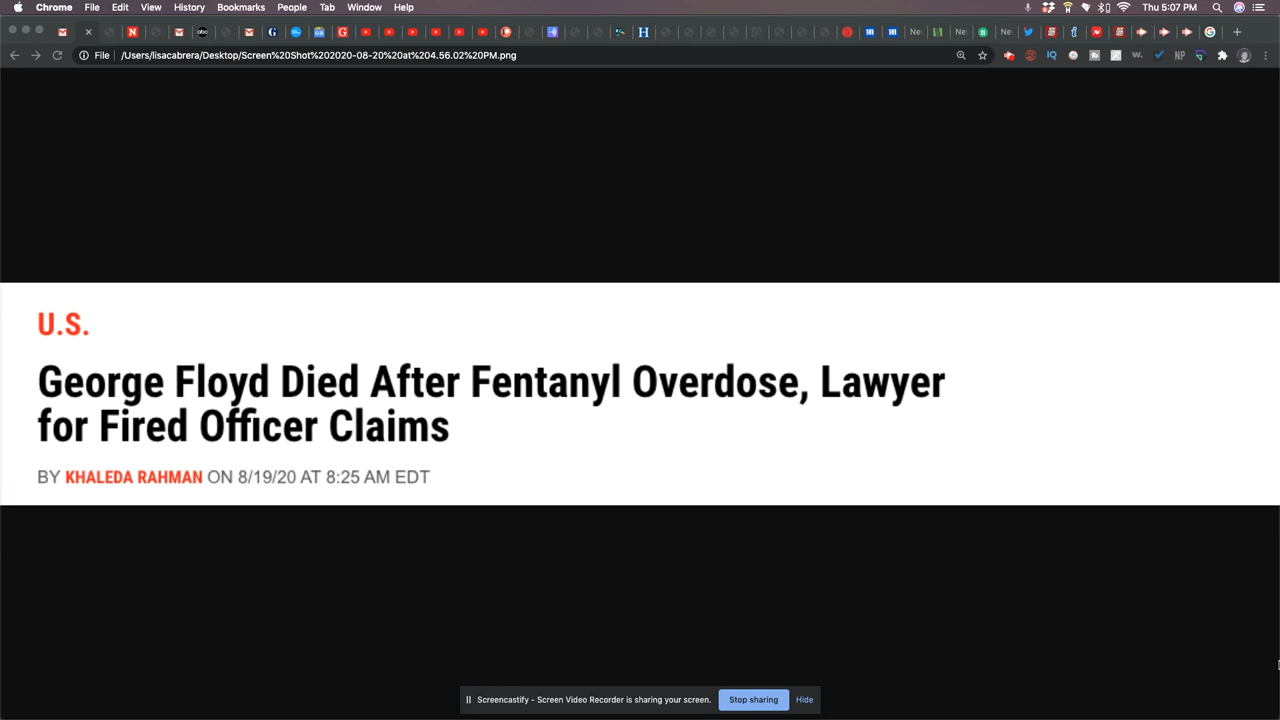 Chrome File Edit View History Bookmarks People Tab Window Help Thu 5:07 PM
File /Users/lisacabrera/Desktop/Screen%20Shot%202020-08-20%20at%204.56.02%20PM.png
U.S.
George Floyd Died After Fentanyl Overdose, Lawyer
for Fired Officer Claims
BY KHALEDA RAHMAN ON 8/19/20 AT 8:25 AM EDT
Screencastify - Screen Video Recorder is sharing your screen. Stop sharing Hide